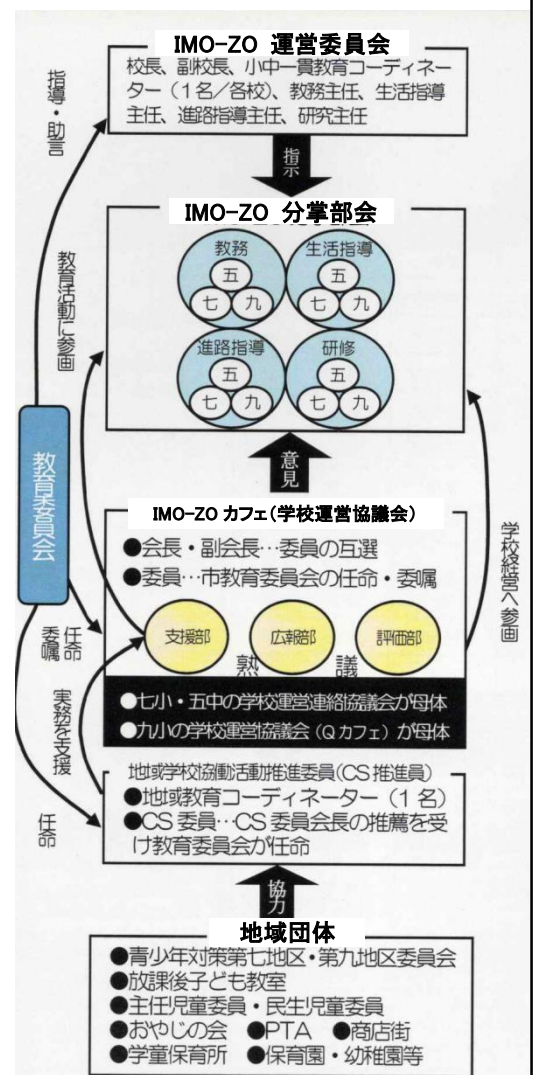 IMO-ZO 運営委員会
校長、副校長、小中一貫教育コーディネー
ター（1名／各校）、教務主任、生活指導
主任、進路指導主任、研究主任
指導・助言
指示
IMO-ZO 分掌部会
教務
五
七 九
生活指導
五
七 九
進路指導
五
七 九
研修
五
七 九
教育活動に参画
意見
教育委員会
IMO-ZO カフェ（学校運営協議会）
●会長・副会長…委員の互選
●委員…市教育委員会の任命・委嘱
支援部
広報部
評価部
熟議
●七小・五中の学校運営連絡協議会が母体
●九小の学校運営協議会（Qカフェ）が母体
学校経営へ参画
任命
委嘱
実務を支援
任命
地域学校協働活動推進委員（CS推進員）
●地域教育コーディネーター（1名）
●CS委員…CS委員会長の推薦を受
け教育委員会が任命
協力
地域団体
●青少年対策第七地区・第九地区委員会
●放課後子ども教室
●主任児童委員・民生児童委員
●おやじの会 ●PTA ●商店街
●学童保育所 ●保育園・幼稚園等